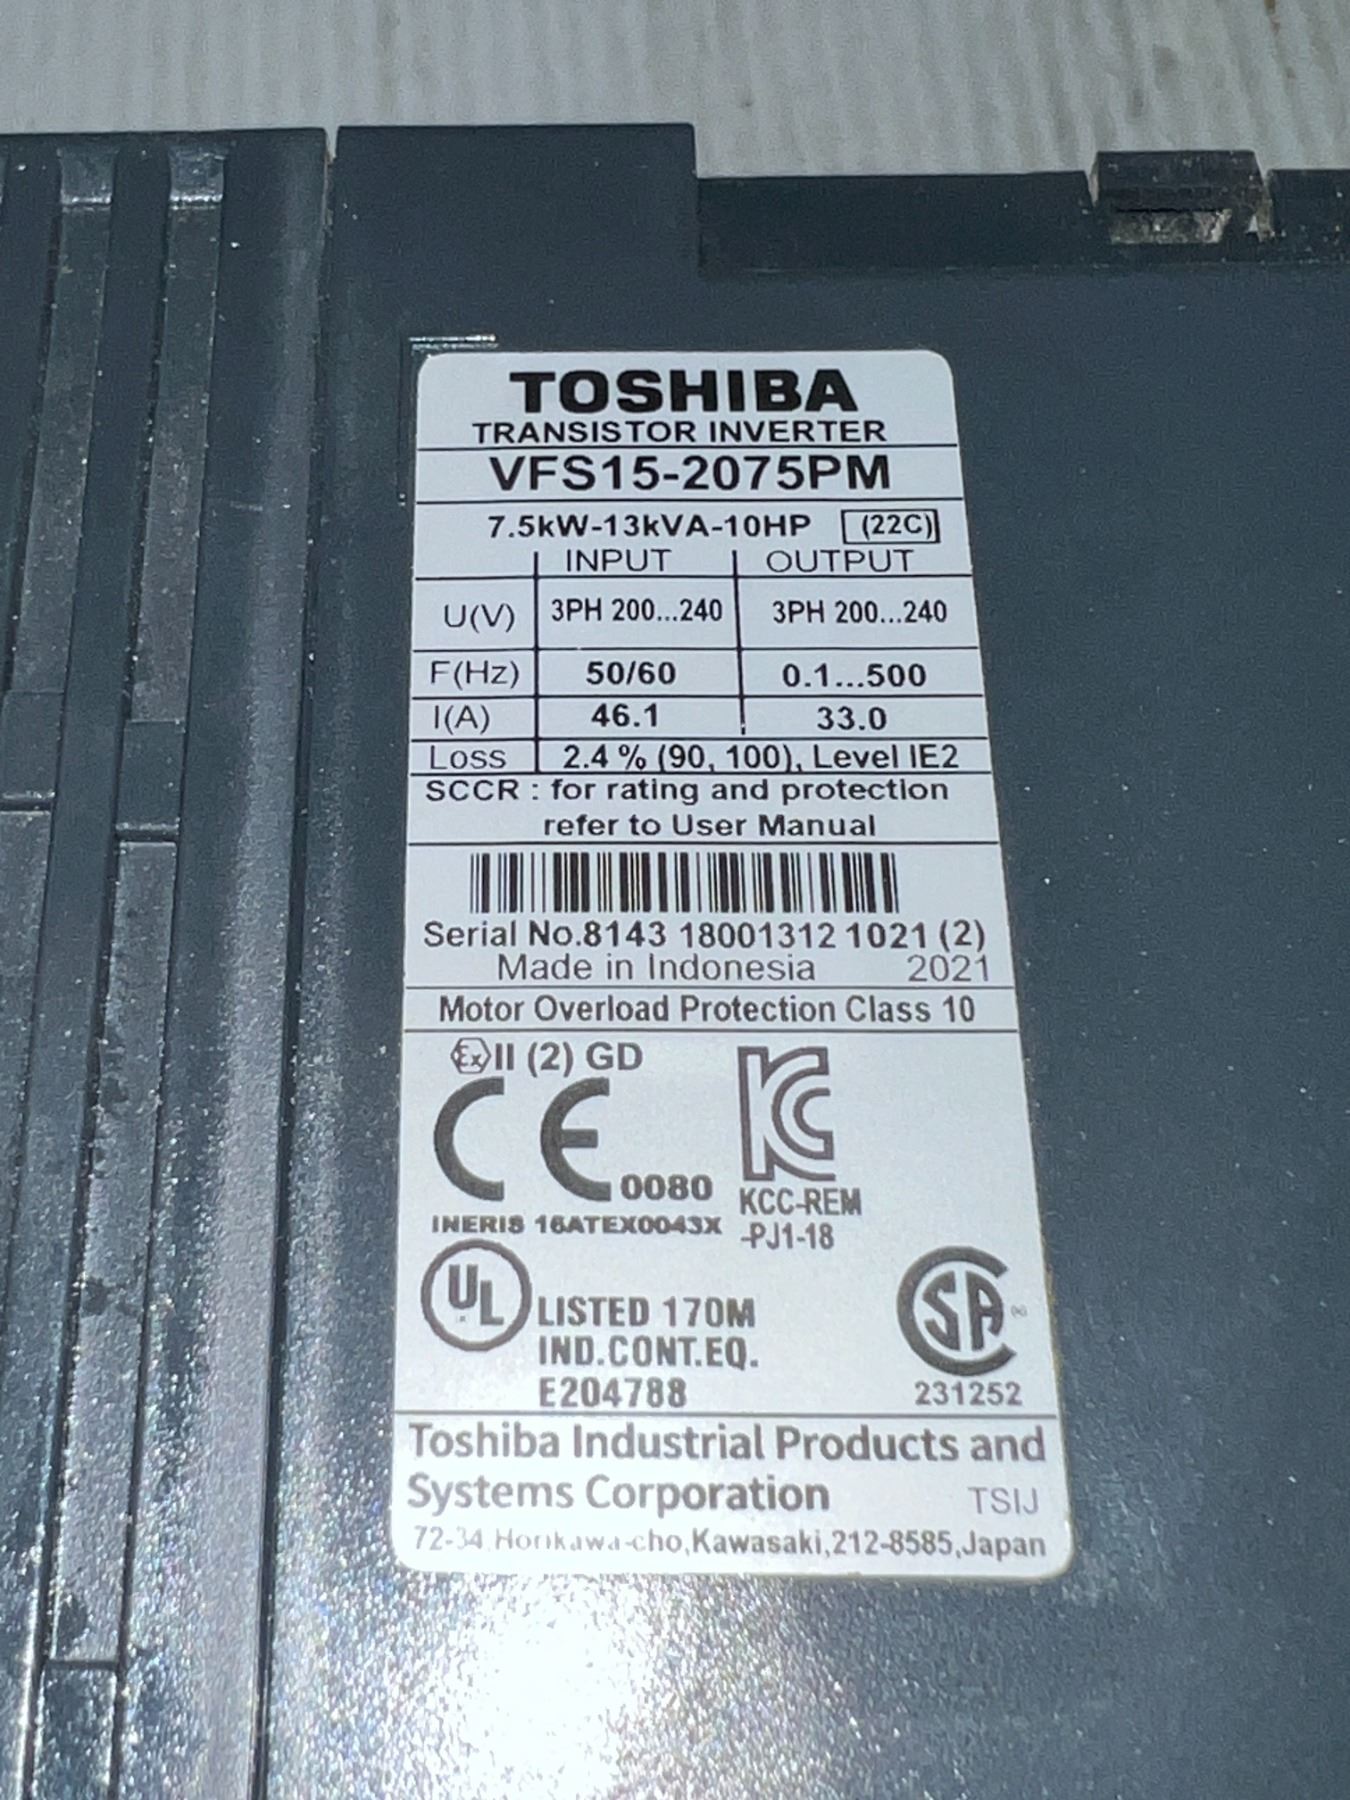 TOSHIBA
TRANSISTOR INVERTER
VFS15-2075PM
7.5kW-13kVA-10HP (22C)
INPUT OUTPUT
U(V) 3PH 200...240 3PH 200...240
F(Hz) 50/60 0.1...500
I(A) 46.1 33.0
Loss 2.4 % (90, 100), Level IE2
SCCR : for rating and protection
refer to User Manual
Serial No.8143 18001312 1021 (2)
Made in Indonesia 2021
Motor Overload Protection Class 10
Ex II (2) GD
CE 0080
KC
KCC-REM
-PJ1-18
INERIS 16ATEX0043X
UL LISTED 170M
IND.CONT.EQ.
E204788
CSA
231252
Toshiba Industrial Products and
Systems Corporation TSIJ
72-34 Horikawa-cho,Kawasaki,212-8585,Japan